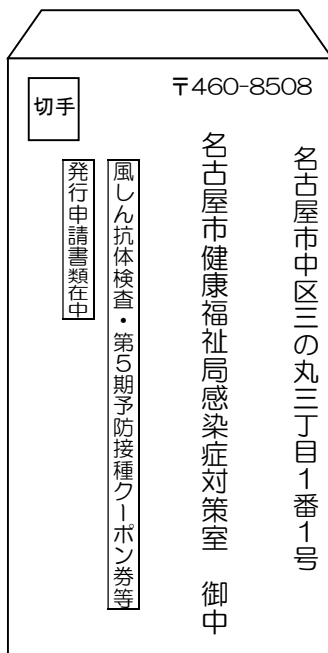 〒460-8508
切手
名古屋市中区三の丸三丁目1番1号
名古屋市健康福祉局感染症対策室 御中
風しん抗体検査・第5期予防接種クーポン券等
発行申請書類在中